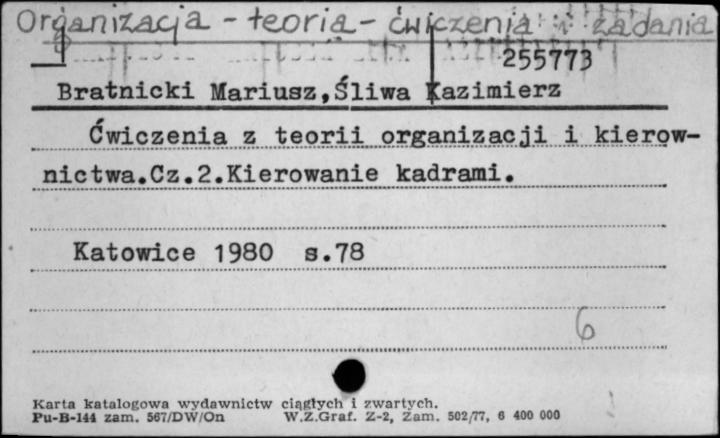 Organizacja - teoria - ćwiczenia i zadania
255773
Bratnicki Mariusz,Śliwa Kazimierz
Ćwiczenia z teorii organizacji i kierow-
nictwa.Cz.2.Kierowanie kadrami.
Katowice 1980 s.78
6
Karta katalogowa wydawnictw ciągłych i zwartych.
Pu-B-144 zam. 567/DW/On W.Z.Graf. Z-2, Zam. 502/77, 6 400 000